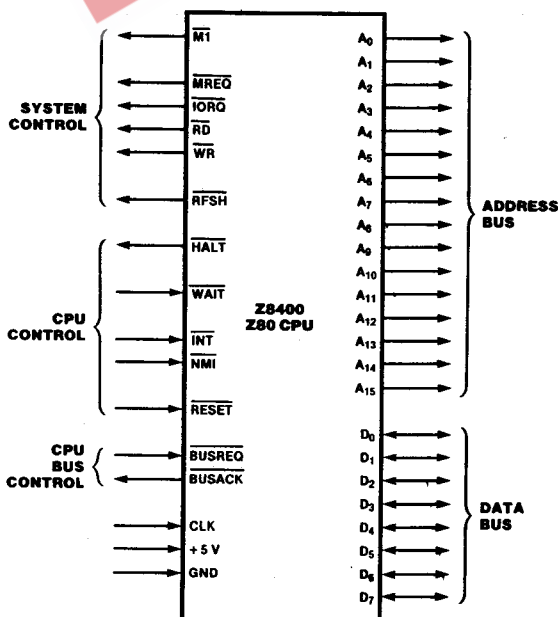 SYSTEM
CONTROL
M1
MREQ
IORQ
RD
WR
RFSH
CPU
CONTROL
HALT
WAIT
INT
NMI
RESET
CPU
BUS
CONTROL
BUSREQ
BUSACK
CLK
+5 V
GND
Z8400
Z80 CPU
A0
A1
A2
A3
A4
A5
A6
A7
A8
A9
A10
A11
A12
A13
A14
A15
ADDRESS
BUS
D0
D1
D2
D3
D4
D5
D6
D7
DATA
BUS